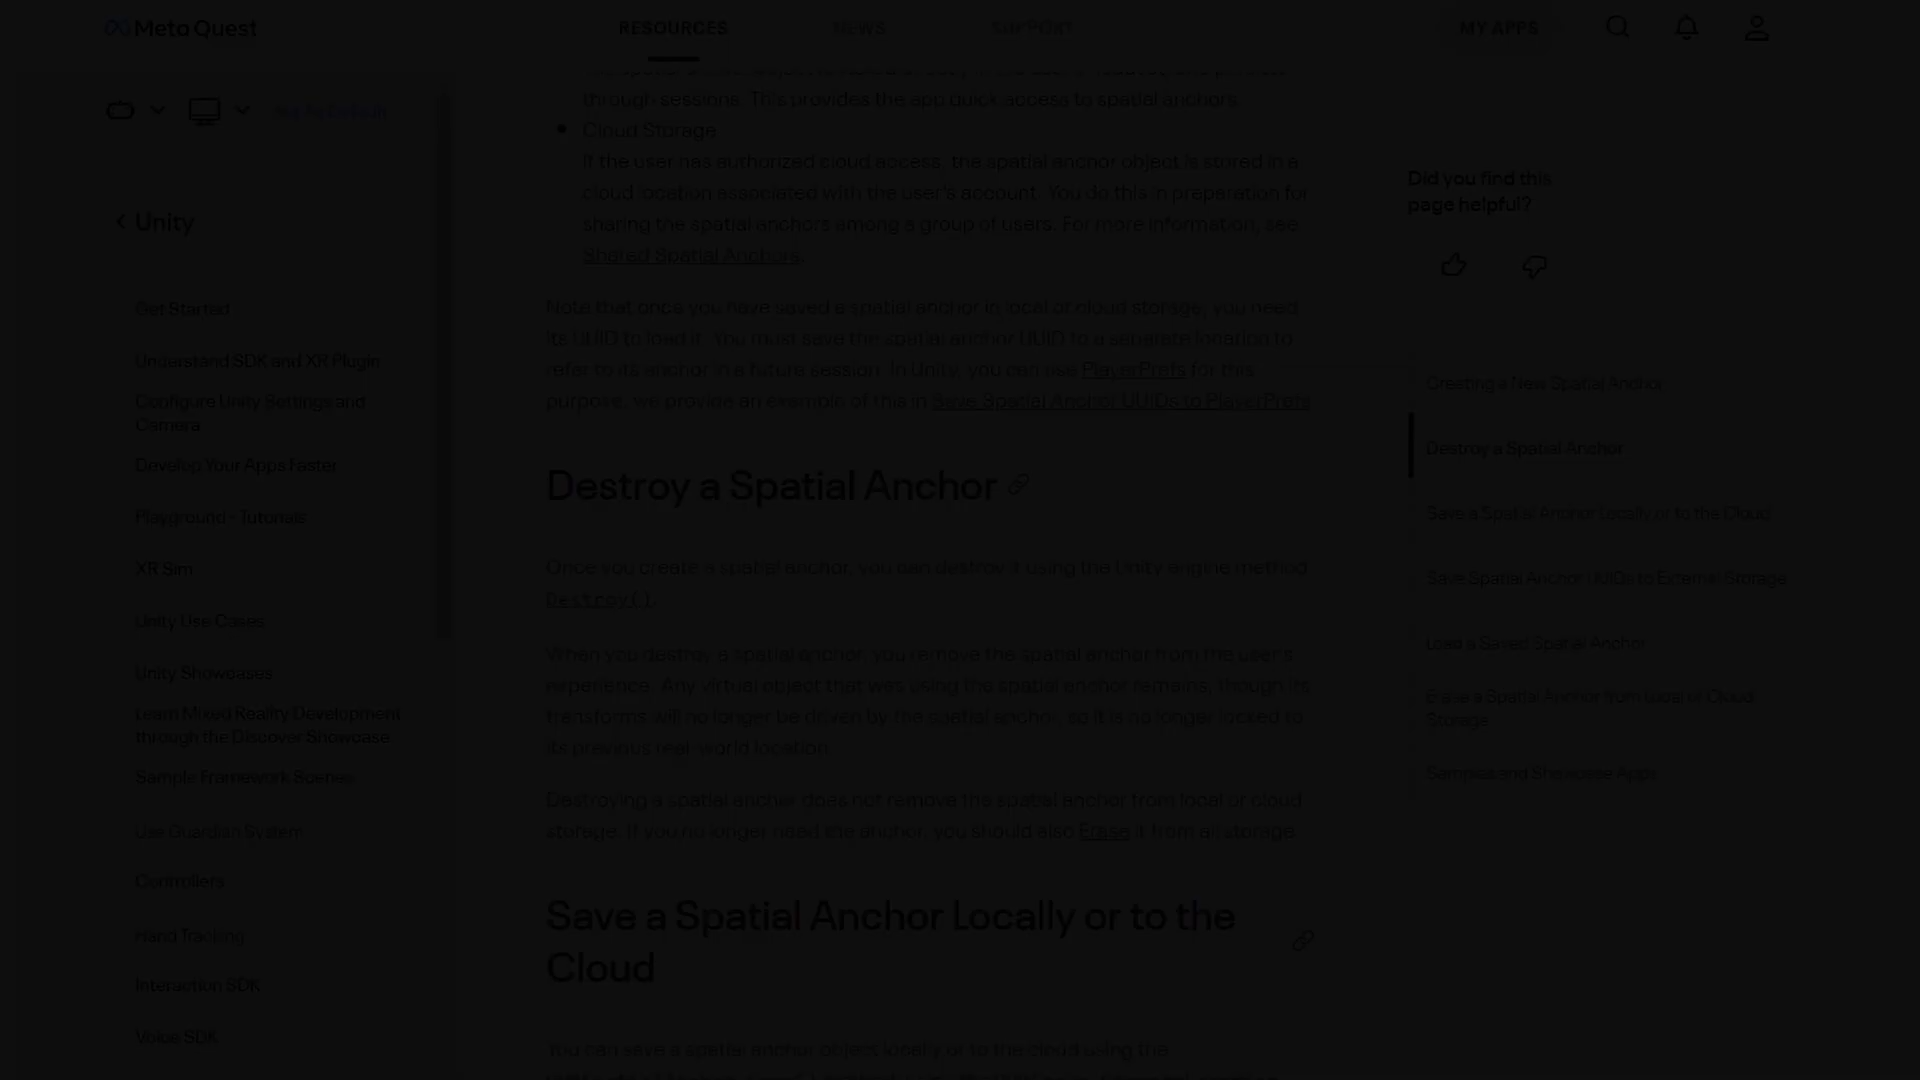 Meta Quest
RESOURCES
NEWS
SUPPORT
MY APPS
Unity
Get Started
Understand SDK and XR Plugin
Configure Unity Settings and
Camera
Develop Your Apps Faster
Playground - Tutorials
XR Sim
Unity Use Cases
Unity Showcases
Learn Mixed Reality Development
through the Discover Showcase
Sample Framework Scenes
Use Guardian System
Controllers
Hand Tracking
Interaction SDK
Voice SDK
through sessions. This provides the app quick access to spatial anchors.
Cloud Storage
If the user has authorized cloud access, the spatial anchor object is stored in a
cloud location associated with the user's account. You do this in preparation for
sharing the spatial anchors among a group of users. For more information, see
Shared Spatial Anchors.
Note that once you have saved a spatial anchor to local or cloud storage, you need
its UUID to load it. You must save the spatial anchor UUID to a separate location to
refer to its anchor in a future session. In Unity, you can use PlayerPrefs for this
purpose; we provide an example of this in Save Spatial Anchor UUIDs to PlayerPrefs
Destroy a Spatial Anchor
Once you create a spatial anchor, you can destroy it using the Unity engine method
Destroy().
When you destroy a spatial anchor, you remove the spatial anchor from the user's
experience. Any virtual object that was using the spatial anchor remains, though its
transforms will no longer be driven by the spatial anchor, so it is no longer locked to
its previous real-world location.
Destroying a spatial anchor does not remove the spatial anchor from local or cloud
storage. If you no longer need the anchor, you should also Erase it from all storage.
Save a Spatial Anchor Locally or to the
Cloud
You can save a spatial anchor object locally or to the cloud using the
Did you find this
page helpful?
Creating a New Spatial Anchor
Destroy a Spatial Anchor
Save a Spatial Anchor Locally or to the Cloud
Save Spatial Anchor UUIDs to External Storage
Load a Saved Spatial Anchor
Erase a Spatial Anchor from Local or Cloud
Storage
Samples and Showcase Apps